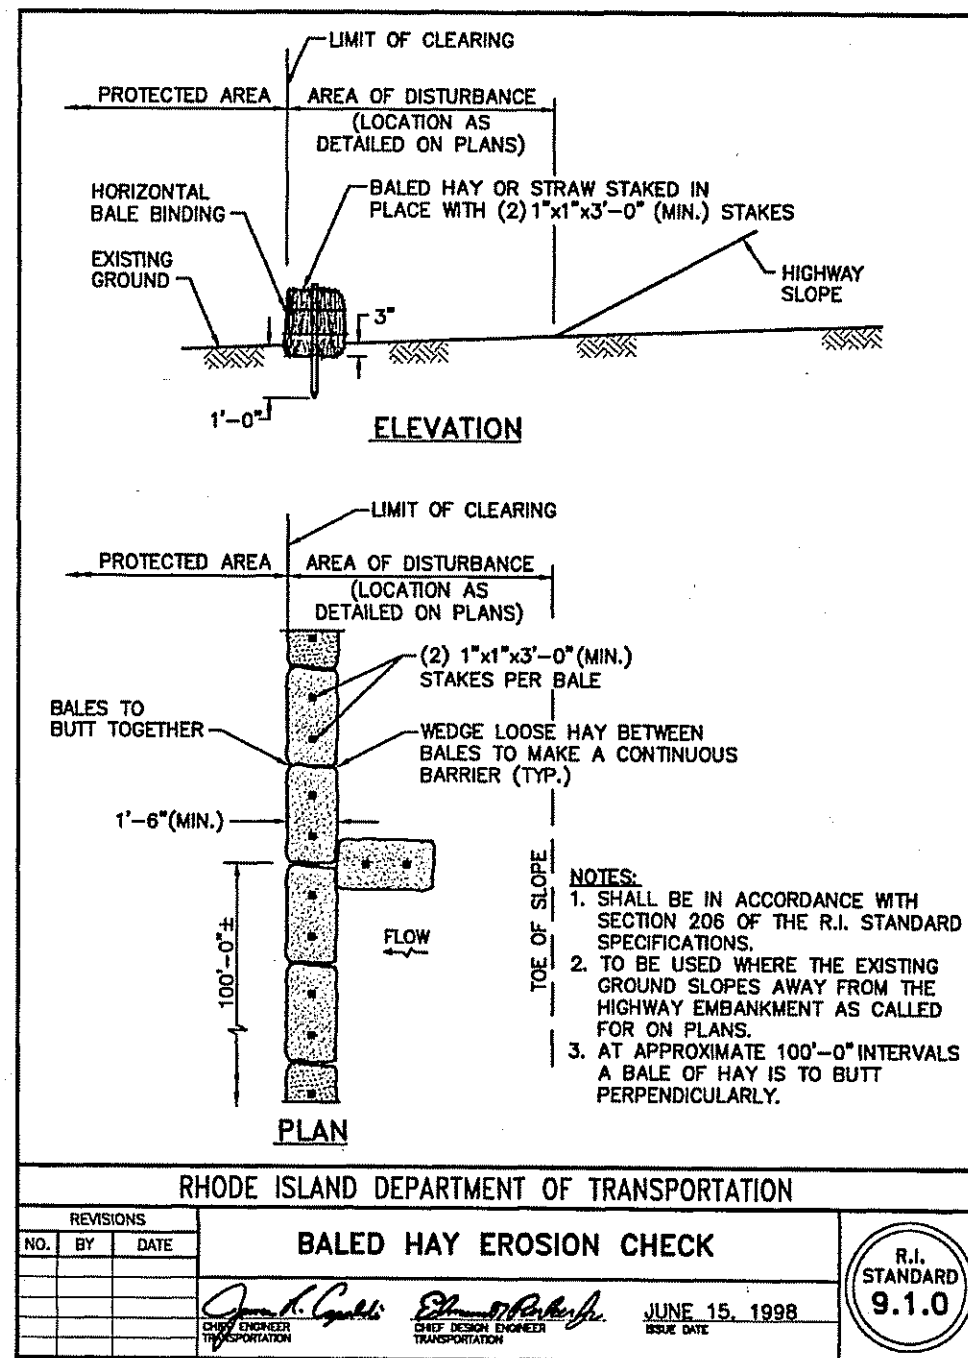 LIMIT OF CLEARING
PROTECTED AREA
AREA OF DISTURBANCE
(LOCATION AS
DETAILED ON PLANS)
HORIZONTAL
BALE BINDING
BALED HAY OR STRAW STAKED IN
PLACE WITH (2) 1"x1"x3'-0" (MIN.) STAKES
EXISTING
GROUND
HIGHWAY
SLOPE
3"
1'-0"
ELEVATION
LIMIT OF CLEARING
PROTECTED AREA
AREA OF DISTURBANCE
(LOCATION AS
DETAILED ON PLANS)
(2) 1"x1"x3'-0" (MIN.)
STAKES PER BALE
BALES TO
BUTT TOGETHER
WEDGE LOOSE HAY BETWEEN
BALES TO MAKE A CONTINUOUS
BARRIER (TYP.)
1'-6" (MIN.)
100'-0" ±
FLOW
TOE OF SLOPE
NOTES:
1. SHALL BE IN ACCORDANCE WITH
SECTION 206 OF THE R.I. STANDARD
SPECIFICATIONS.
2. TO BE USED WHERE THE EXISTING
GROUND SLOPES AWAY FROM THE
HIGHWAY EMBANKMENT AS CALLED
FOR ON PLANS.
3. AT APPROXIMATE 100'-0" INTERVALS
A BALE OF HAY IS TO BUTT
PERPENDICULARLY.
PLAN
RHODE ISLAND DEPARTMENT OF TRANSPORTATION
REVISIONS
NO. BY DATE
BALED HAY EROSION CHECK
CHIEF ENGINEER
TRANSPORTATION
CHIEF DESIGN ENGINEER
TRANSPORTATION
JUNE 15, 1998
ISSUE DATE
R.I.
STANDARD
9.1.0